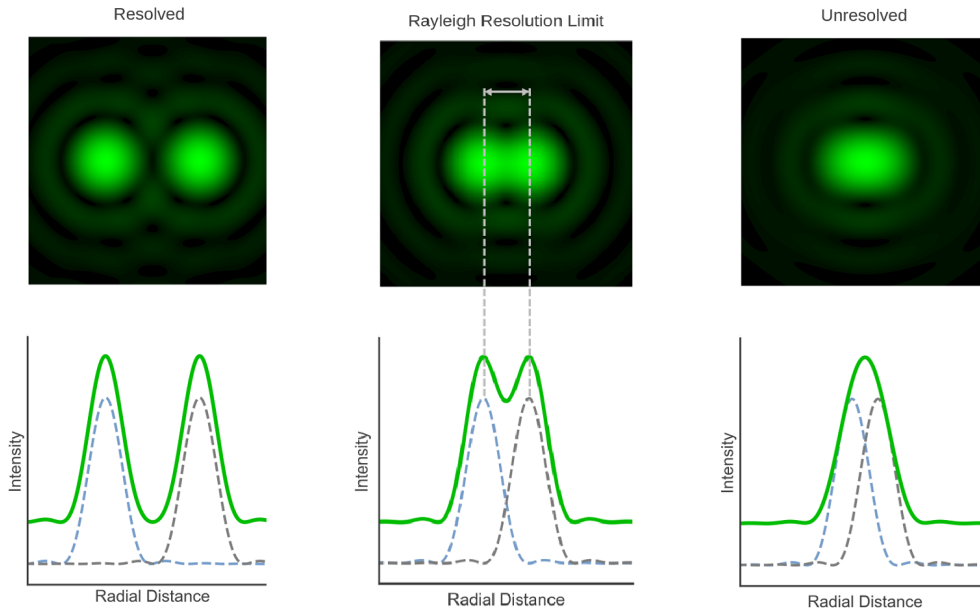 Resolved
Rayleigh Resolution Limit
Unresolved
Intensity
Radial Distance
Intensity
Radial Distance
Intensity
Radial Distance